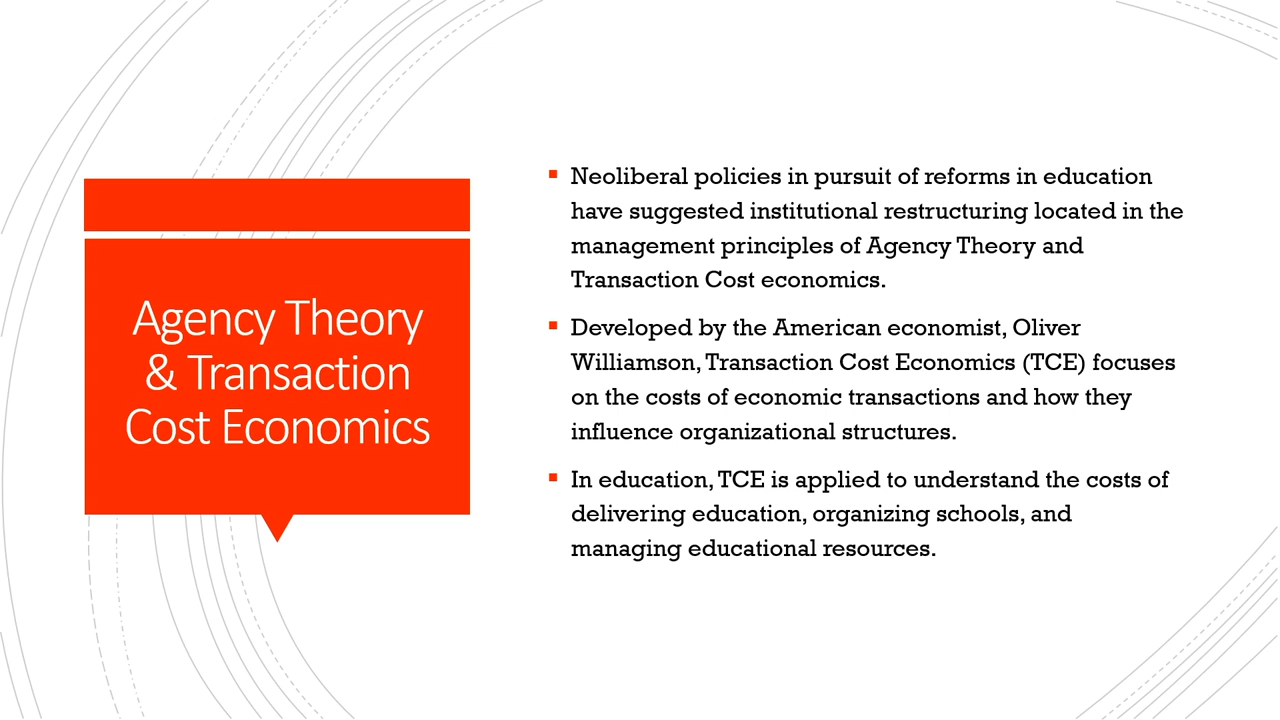 Agency Theory
& Transaction
Cost Economics
Neoliberal policies in pursuit of reforms in education
have suggested institutional restructuring located in the
management principles of Agency Theory and
Transaction Cost economics.
Developed by the American economist, Oliver
Williamson, Transaction Cost Economics (TCE) focuses
on the costs of economic transactions and how they
influence organizational structures.
In education, TCE is applied to understand the costs of
delivering education, organizing schools, and
managing educational resources.